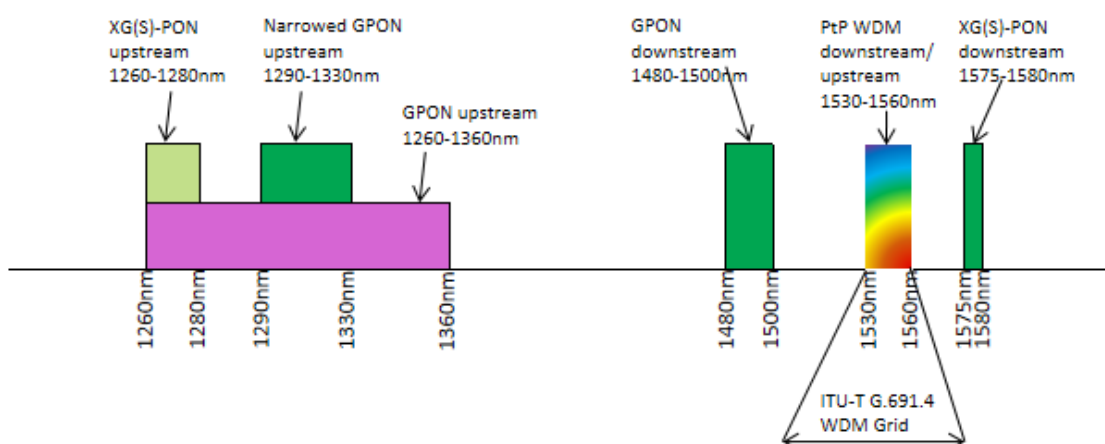 XG(S)-PON
upstream
1260-1280nm
Narrowed GPON
upstream
1290-1330nm
GPON upstream
1260-1360nm
GPON
downstream
1480-1500nm
PtP WDM
downstream/
upstream
1530-1560nm
XG(S)-PON
downstream
1575-1580nm
1260nm
1280nm
1290nm
1330nm
1360nm
1480nm
1500nm
1530nm
1560nm
1575nm
1580nm
ITU-T G.691.4
WDM Grid